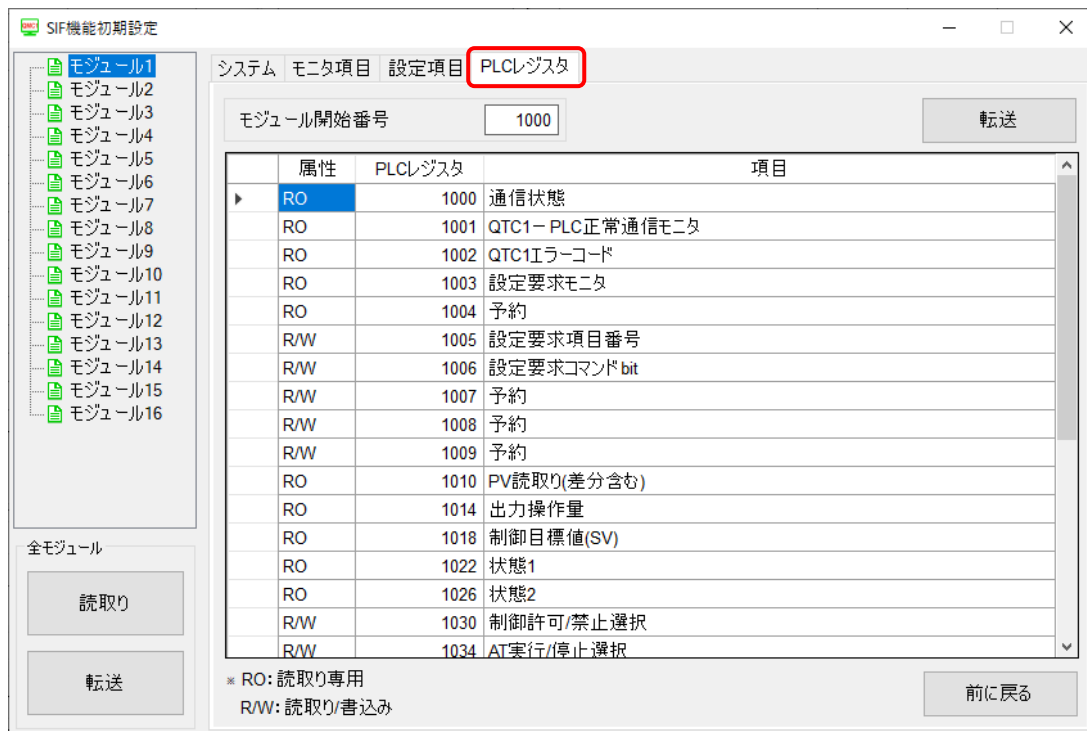 QMC1 SIF機能初期設定
モジュール1
モジュール2
モジュール3
モジュール4
モジュール5
モジュール6
モジュール7
モジュール8
モジュール9
モジュール10
モジュール11
モジュール12
モジュール13
モジュール14
モジュール15
モジュール16
全モジュール
読取り
転送
システム モニタ項目 設定項目 PLCレジスタ
モジュール開始番号 1000 転送
属性 PLCレジスタ 項目
RO 1000 通信状態
RO 1001 QTC1-PLC正常通信モニタ
RO 1002 QTC1エラーコード
RO 1003 設定要求モニタ
RO 1004 予約
R/W 1005 設定要求項目番号
R/W 1006 設定要求コマンドbit
R/W 1007 予約
R/W 1008 予約
R/W 1009 予約
RO 1010 PV読取り(差分含む)
RO 1014 出力操作量
RO 1018 制御目標値(SV)
RO 1022 状態1
RO 1026 状態2
R/W 1030 制御許可/禁止選択
R/W 1034 AT実行/停止選択
※ RO:読取り専用
R/W:読取り/書込み
前に戻る